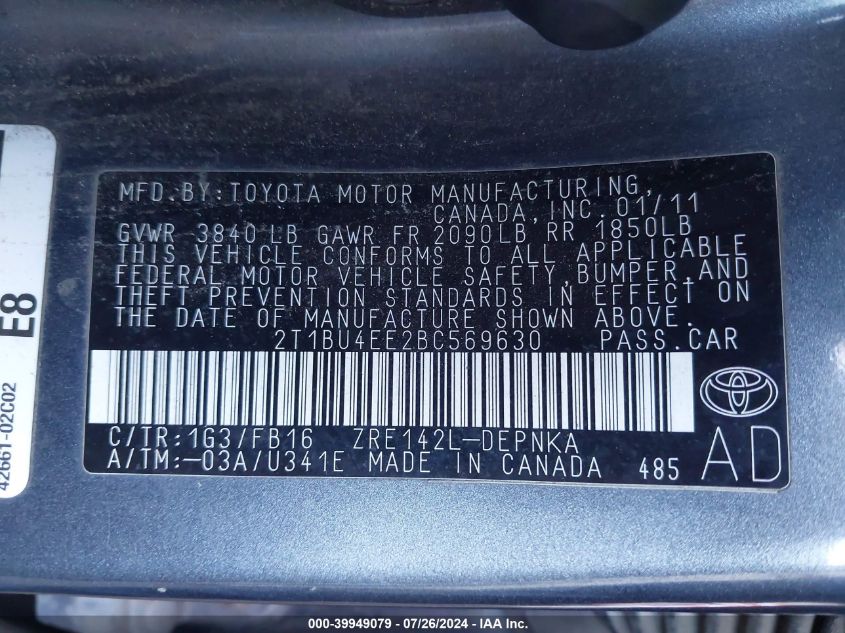 MFD.BY:TOYOTA MOTOR MANUFACTURING,
CANADA,INC.01/11
GVWR 3840LB GAWR FR 2090LB RR 1850LB
THIS VEHICLE CONFORMS TO ALL APPLICABLE
FEDERAL MOTOR VEHICLE SAFETY,BUMPER,AND
THEFT PREVENTION STANDARDS IN EFFECT ON
THE DATE OF MANUFACTURE SHOWN ABOVE.
2T1BU4EE2BC569630 PASS.CAR
C/TR:1G3/FB16 ZRE142L-DEPNKA
A/TM:-03A/U341E MADE IN CANADA 485
AD
E8
42661-02C02
000-39949079 / 07/26/2024 - © IAA, Inc.